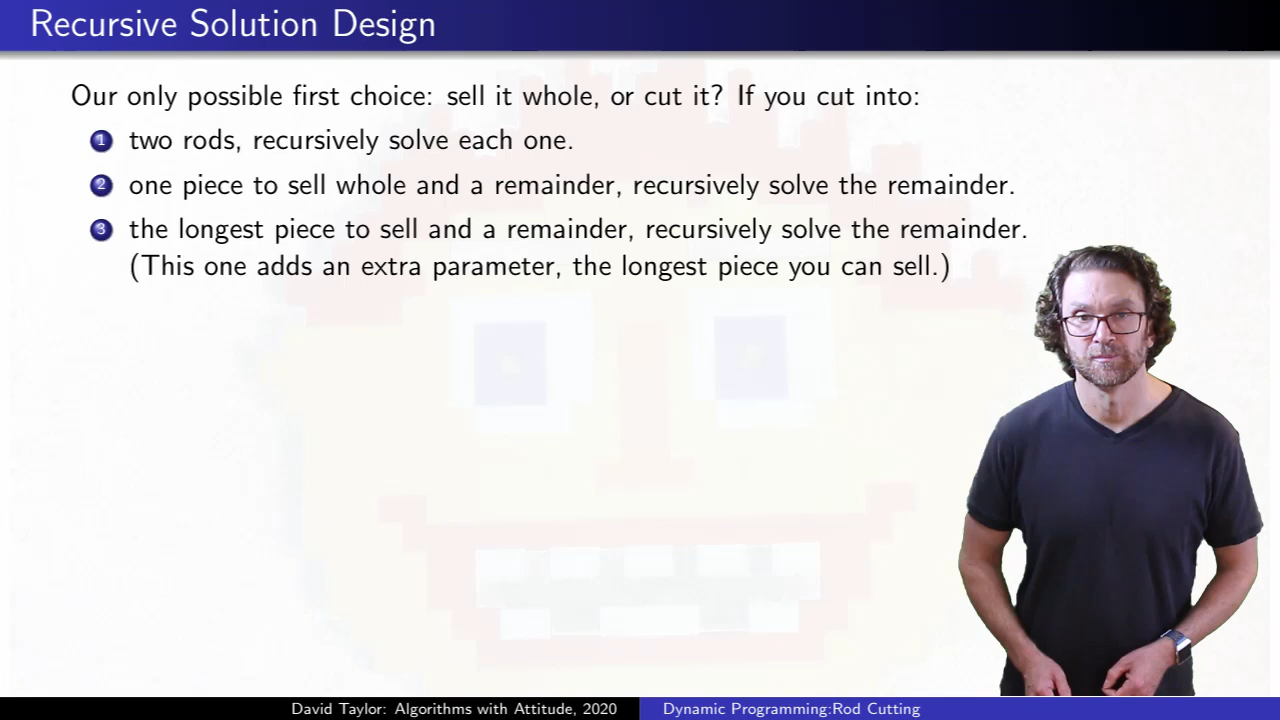 Recursive Solution Design
Our only possible first choice: sell it whole, or cut it? If you cut into:
1 two rods, recursively solve each one.
2 one piece to sell whole and a remainder, recursively solve the remainder.
3 the longest piece to sell and a remainder, recursively solve the remainder.
(This one adds an extra parameter, the longest piece you can sell.)
David Taylor: Algorithms with Attitude, 2020
Dynamic Programming:Rod Cutting